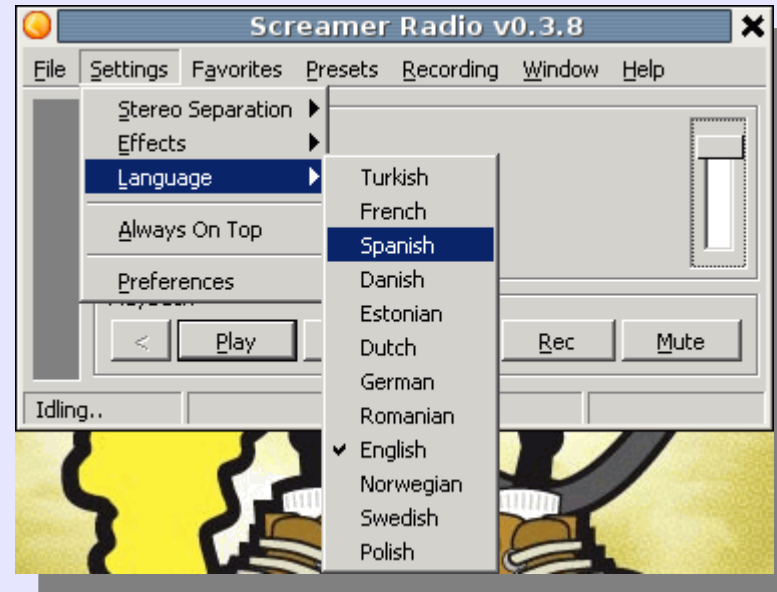 Screamer Radio v0.3.8
File Settings Favorites Presets Recording Window Help
Stereo Separation
Effects
Language
Always On Top
Preferences
Turkish
French
Spanish
Danish
Estonian
Dutch
German
Romanian
English
Norwegian
Swedish
Polish
< Play Rec Mute
Idling..